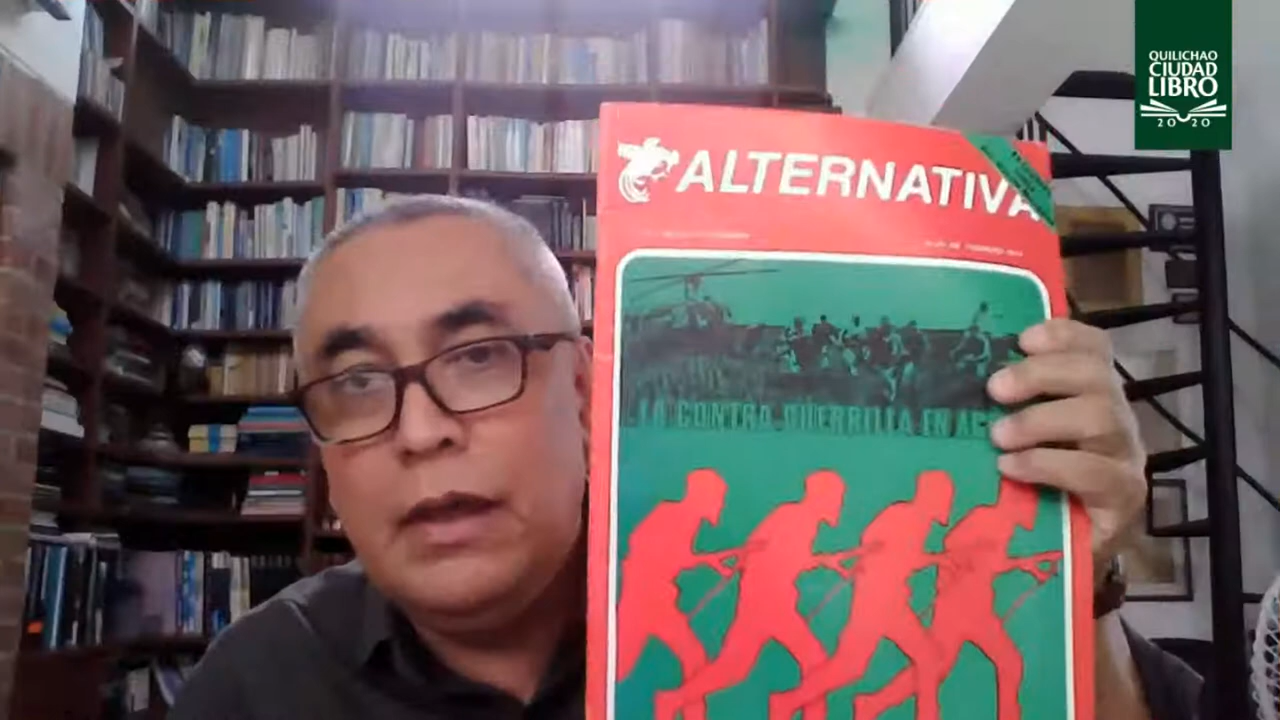 QUILICHAO
CIUDAD
LIBRO
2020
ALTERNATIVA
LA CONTRA GUERRILLA EN AC